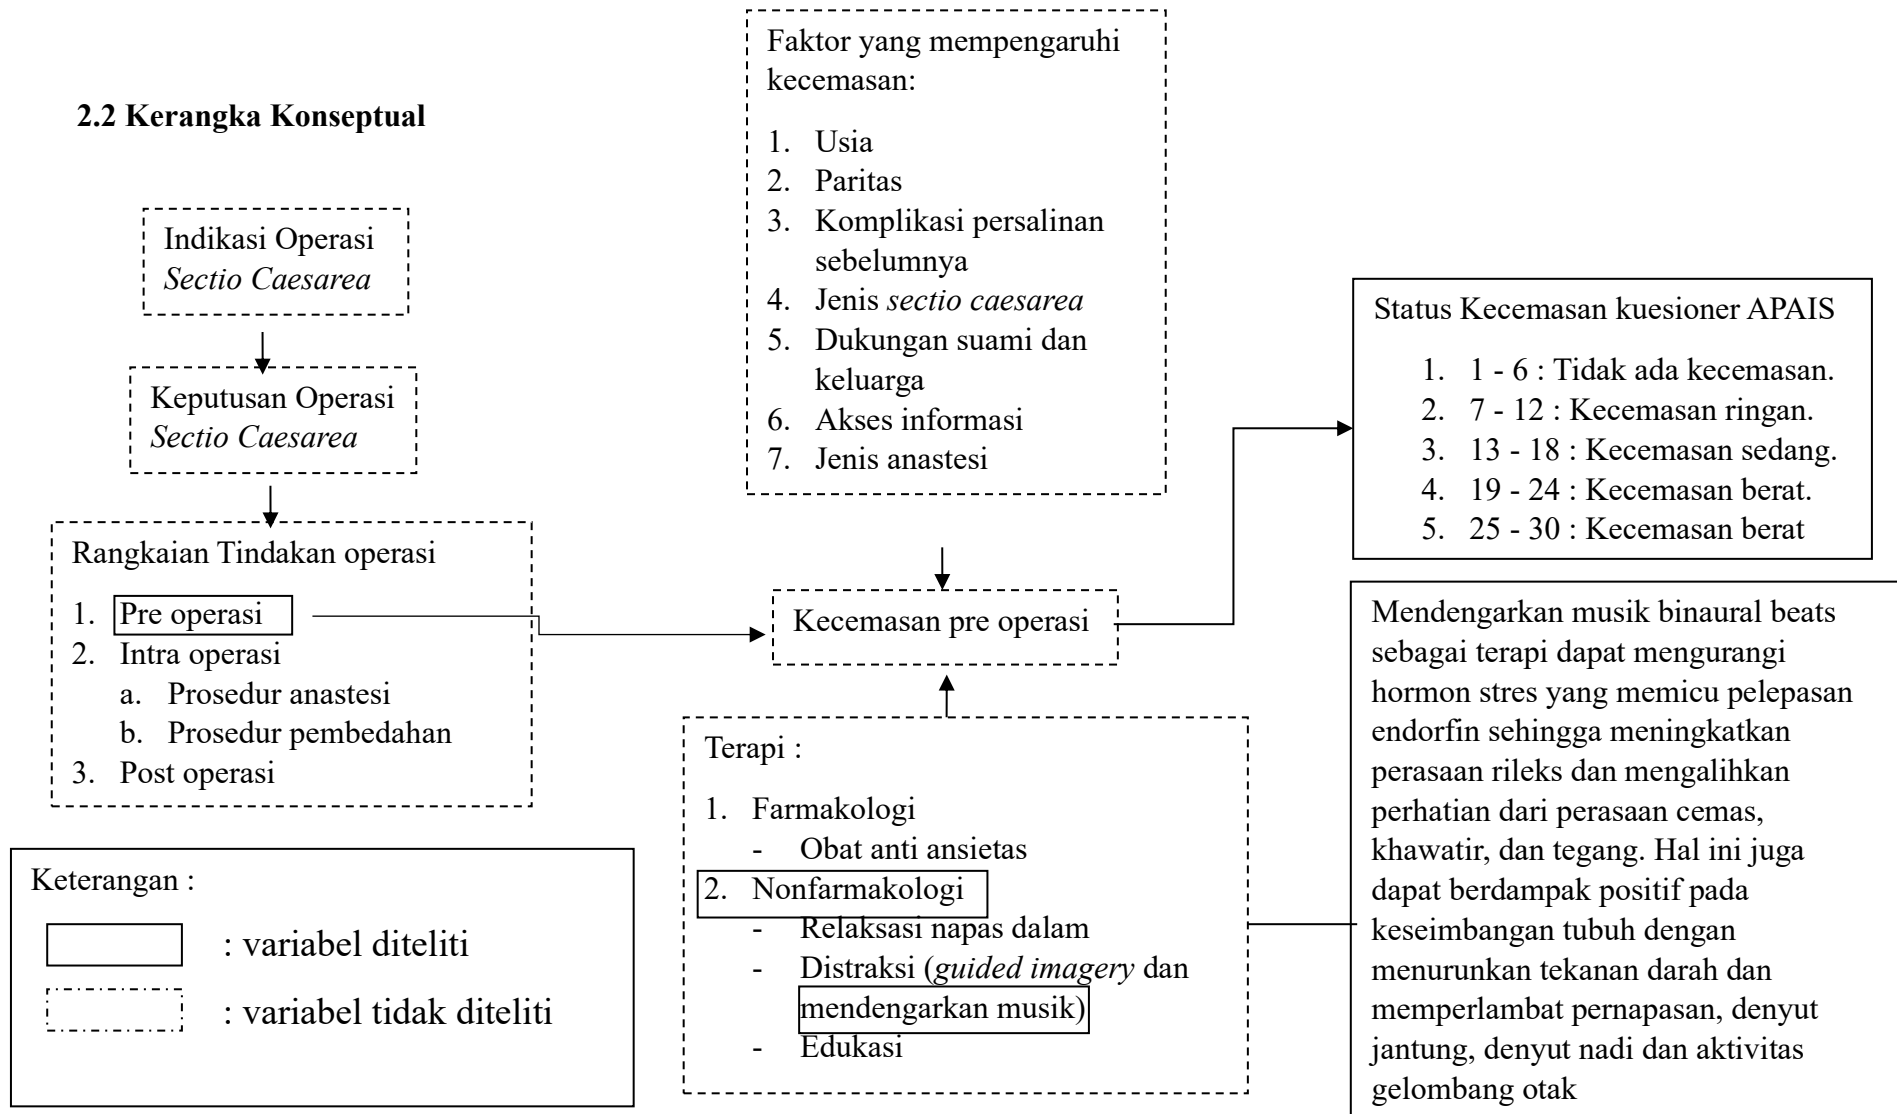 2.2 Kerangka Konseptual
Indikasi Operasi
Sectio Caesarea
Keputusan Operasi
Sectio Caesarea
Rangkaian Tindakan operasi
1. Pre operasi
2. Intra operasi
a. Prosedur anastesi
b. Prosedur pembedahan
3. Post operasi
Keterangan :
: variabel diteliti
: variabel tidak diteliti
Faktor yang mempengaruhi
kecemasan:
1. Usia
2. Paritas
3. Komplikasi persalinan
sebelumnya
4. Jenis sectio caesarea
5. Dukungan suami dan
keluarga
6. Akses informasi
7. Jenis anastesi
Kecemasan pre operasi
Terapi :
1. Farmakologi
- Obat anti ansietas
2. Nonfarmakologi
- Relaksasi napas dalam
- Distraksi (guided imagery dan
mendengarkan musik)
- Edukasi
Status Kecemasan kuesioner APAIS
1. 1 - 6 : Tidak ada kecemasan.
2. 7 - 12 : Kecemasan ringan.
3. 13 - 18 : Kecemasan sedang.
4. 19 - 24 : Kecemasan berat.
5. 25 - 30 : Kecemasan berat
Mendengarkan musik binaural beats
sebagai terapi dapat mengurangi
hormon stres yang memicu pelepasan
endorfin sehingga meningkatkan
perasaan rileks dan mengalihkan
perhatian dari perasaan cemas,
khawatir, dan tegang. Hal ini juga
dapat berdampak positif pada
keseimbangan tubuh dengan
menurunkan tekanan darah dan
memperlambat pernapasan, denyut
jantung, denyut nadi dan aktivitas
gelombang otak